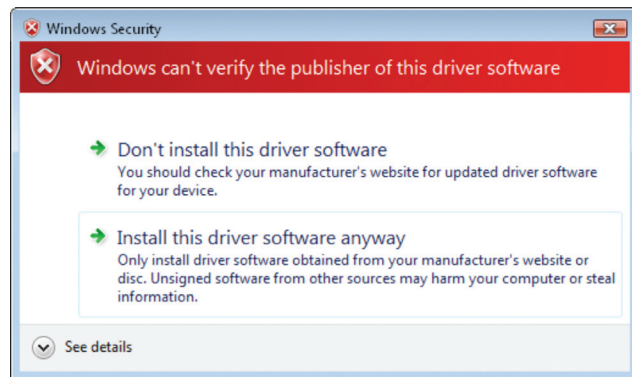 Windows Security
Windows can't verify the publisher of this driver software
Don't install this driver software
You should check your manufacturer's website for updated driver software
for your device.
Install this driver software anyway
Only install driver software obtained from your manufacturer's website or
disc. Unsigned software from other sources may harm your computer or steal
information.
See details